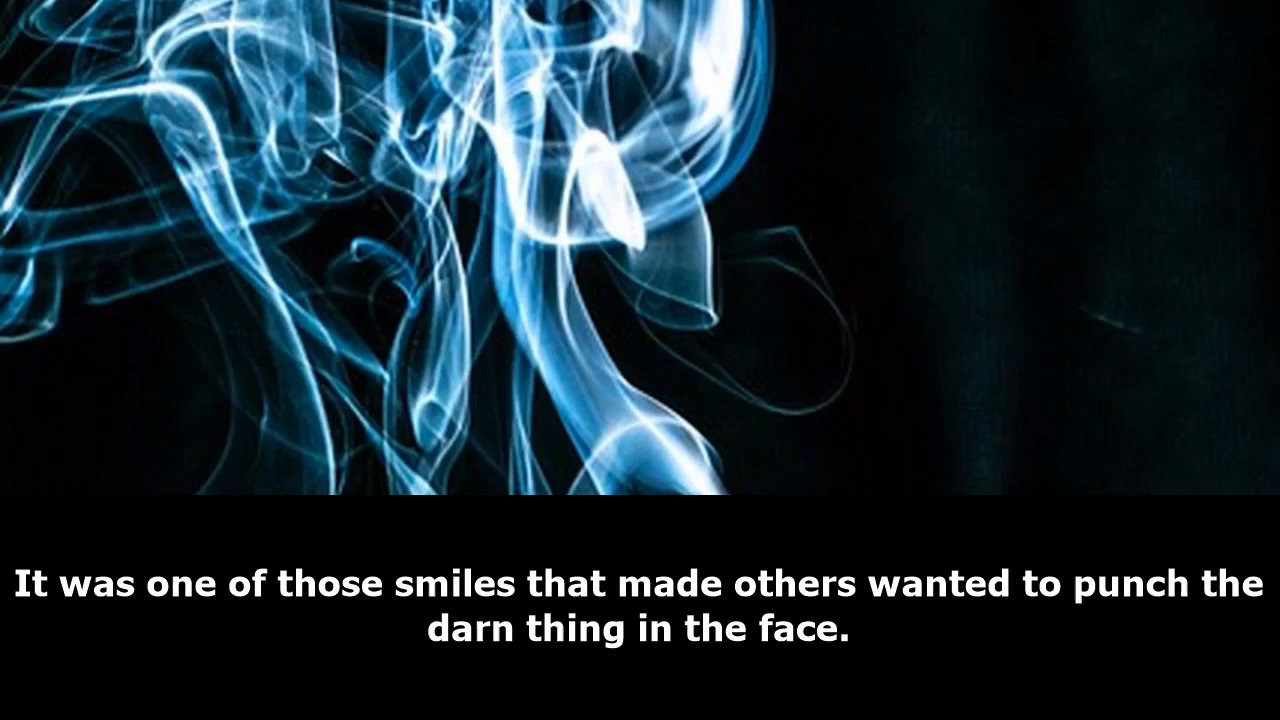 It was one of those smiles that made others wanted to punch the
darn thing in the face.